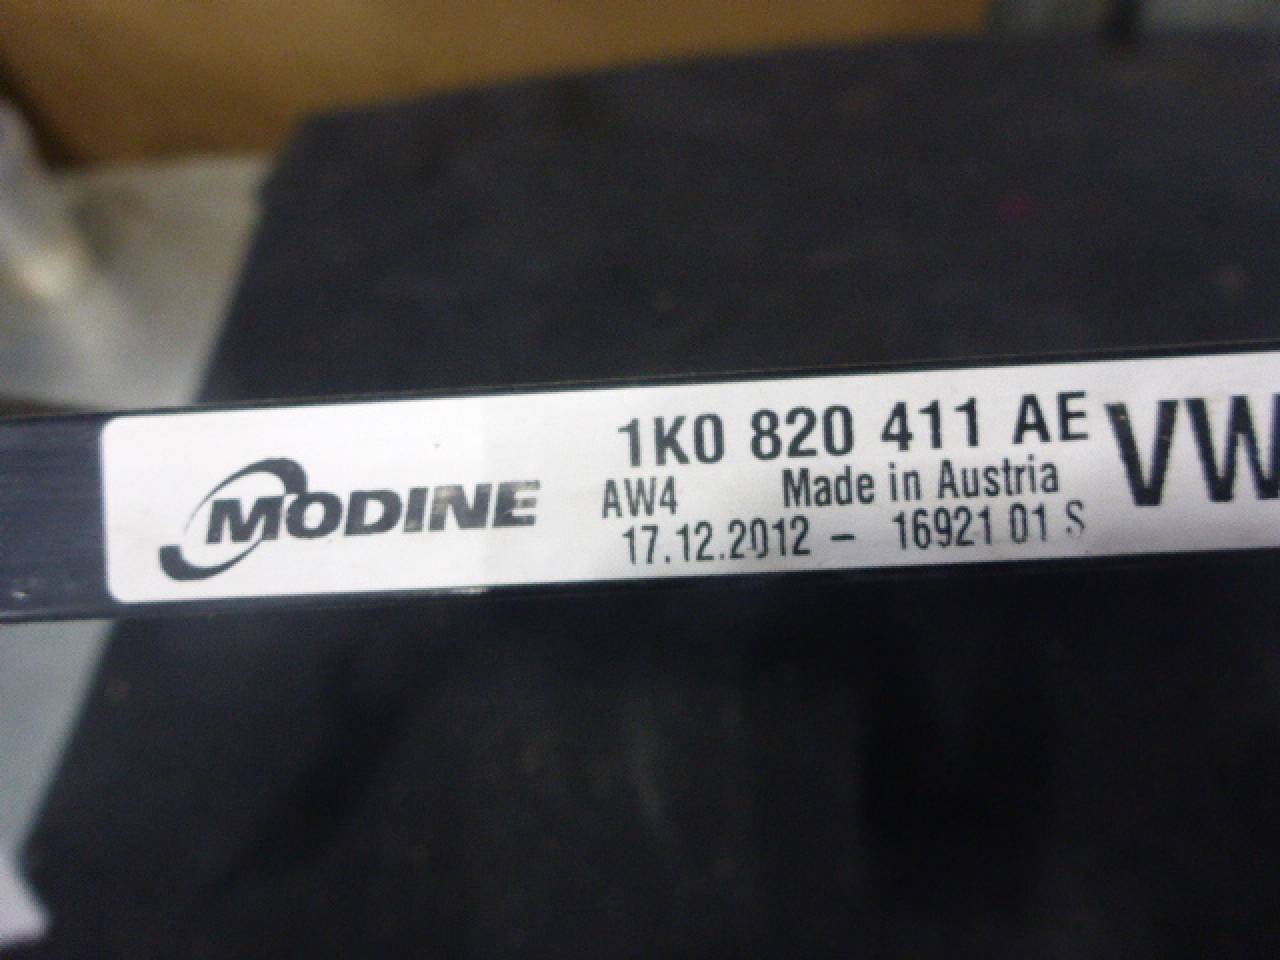 MODINE
1K0 820 411 AE VW
AW4 Made in Austria
17.12.2012 - 16921 01 S